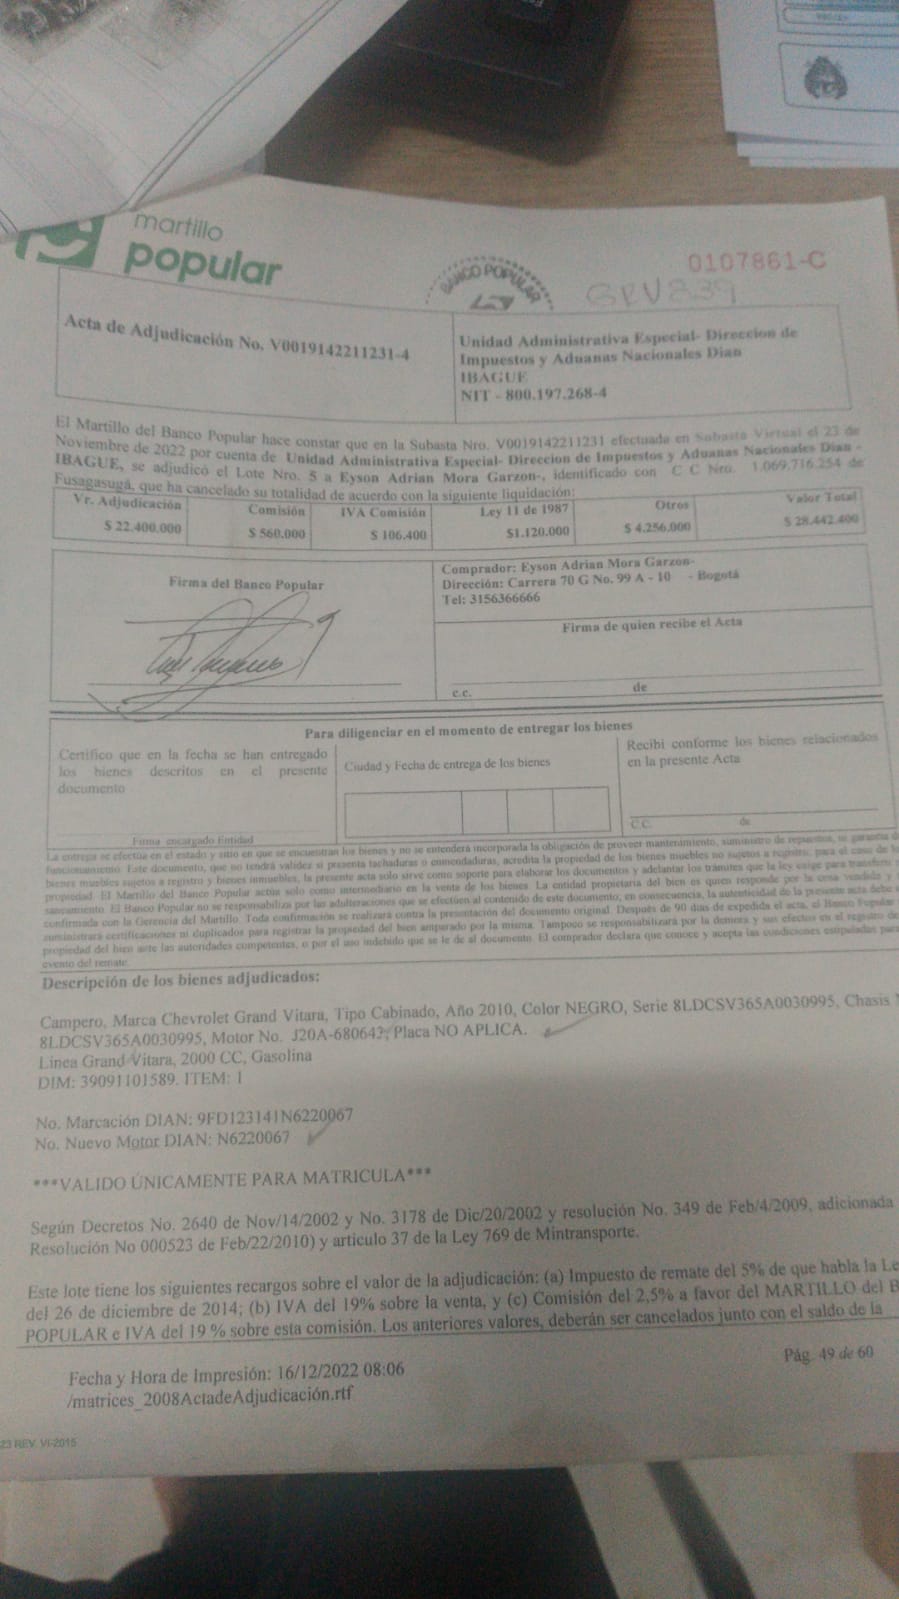 martillo
popular
BANCO POPULAR
0107861-C
GRV839
Acta de Adjudicación No. V0019142211231-4
Unidad Administrativa Especial- Direccion de
Impuestos y Aduanas Nacionales Dian
IBAGUE
NIT - 800.197.268-4
El Martillo del Banco Popular hace constar que en la Subasta Nro. V0019142211231 efectuada en Subasta Virtual el 23 de
Noviembre de 2022 por cuenta de Unidad Administrativa Especial- Direccion de Impuestos y Aduanas Nacionales Dian -
IBAGUE, se adjudicó el Lote Nro. 5 a Eyson Adrian Mora Garzon-, identificado con C C Nro. 1.069.716.254 de
Fusagasugá, que ha cancelado su totalidad de acuerdo con la siguiente liquidación:
Vr. Adjudicación Comisión IVA Comisión Ley 11 de 1987 Otros Valor Total
$ 22.400.000 $ 560.000 $ 106.400 $1.120.000 $ 4.256.000 $ 28.442.400
Firma del Banco Popular
Comprador: Eyson Adrian Mora Garzon-
Dirección: Carrera 70 G No. 99 A - 10 - Bogotá
Tel: 3156366666
Firma de quien recibe el Acta
c.c. de
Para diligenciar en el momento de entregar los bienes
Certifico que en la fecha se han entregado
los bienes descritos en el presente
documento
Ciudad y Fecha de entrega de los bienes
Recibí conforme los bienes relacionados
en la presente Acta
Firma encargado Entidad
C.C. de
La entrega se efectúa en el estado y sitio en que se encuentran los bienes y no se entenderá incorporada la obligación de proveer mantenimiento, suministro de repuestos, ni garantía de
funcionamiento. Este documento, que no tendrá validez si presenta tachaduras o enmendaduras, acredita la propiedad de los bienes muebles no sujetos a registro, para el caso de
bienes muebles sujetos a registro y bienes inmuebles, la presente acta solo sirve como soporte para elaborar los documentos y adelantar los trámites que la ley exige para transferir
propiedad. El Martillo del Banco Popular actúa solo como intermediario en la venta de los bienes. La entidad propietaria del bien es quien responde por la cosa vendida y
saneamiento. El Banco Popular no se responsabiliza por las adulteraciones que se efectúen al contenido de este documento, en consecuencia, la autenticidad de la presente acta debe
confirmada con la Gerencia del Martillo. Toda confirmación se realizará contra la presentación del documento original. Después de 90 días de expedida el acta, el Banco Popular
suministrará certificaciones ni duplicados para registrar la propiedad del bien amparado por la misma. Tampoco se responsabilizará por la demora y sus efectos en el registro de
propiedad del bien ante las autoridades competentes, o por el uso indebido que se le de al documento. El comprador declara que conoce y acepta las condiciones estipuladas para
evento del remate.
Descripción de los bienes adjudicados:
Campero, Marca Chevrolet Grand Vitara, Tipo Cabinado, Año 2010, Color NEGRO, Serie 8LDCSV365A0030995, Chasis
8LDCSV365A0030995, Motor No. J20A-680643, Placa NO APLICA.
Linea Grand Vitara, 2000 CC, Gasolina
DIM: 39091101589. ITEM: 1
No. Marcación DIAN: 9FD123141N6220067
No. Nuevo Motor DIAN: N6220067
***VALIDO ÚNICAMENTE PARA MATRICULA***
Según Decretos No. 2640 de Nov/14/2002 y No. 3178 de Dic/20/2002 y resolución No. 349 de Feb/4/2009, adicionada
Resolución No 000523 de Feb/22/2010) y articulo 37 de la Ley 769 de Mintransporte.
Este lote tiene los siguientes recargos sobre el valor de la adjudicación: (a) Impuesto de remate del 5% de que habla la Le
del 26 de diciembre de 2014; (b) IVA del 19% sobre la venta, y (c) Comisión del 2,5% a favor del MARTILLO del B
POPULAR e IVA del 19 % sobre esta comisión. Los anteriores valores, deberán ser cancelados junto con el saldo de la
Fecha y Hora de Impresión: 16/12/2022 08:06
/matrices_2008ActadeAdjudicación.rtf
Pág. 49 de 60
23 REV. VI-2015